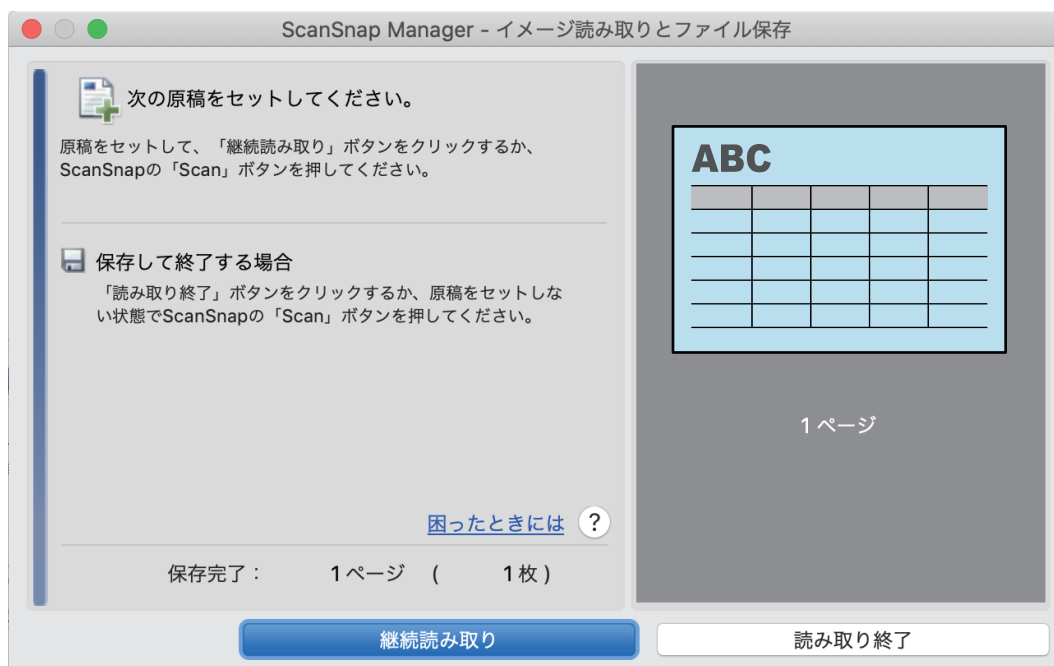 ScanSnap Manager - イメージ読み取りとファイル保存
次の原稿をセットしてください。
原稿をセットして、「継続読み取り」ボタンをクリックするか、
ScanSnapの「Scan」ボタンを押してください。
保存して終了する場合
「読み取り終了」ボタンをクリックするか、原稿をセットしな
い状態でScanSnapの「Scan」ボタンを押してください。
困ったときには ?
保存完了： 1 ページ ( 1 枚 )
ABC
1 ページ
継続読み取り
読み取り終了